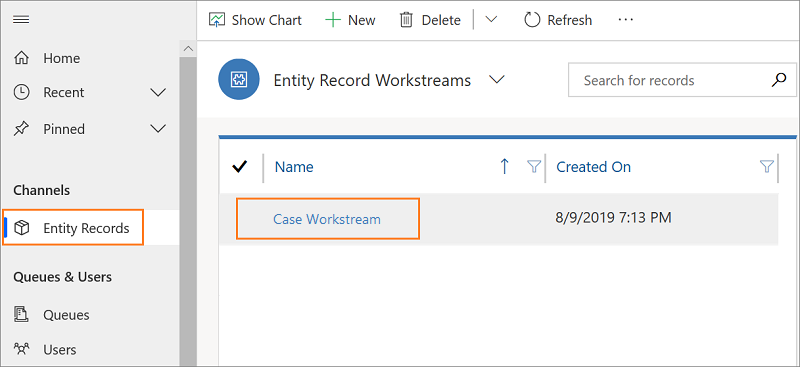 Show Chart New Delete Refresh ...
Home
Recent
Pinned
Entity Record Workstreams
Search for records
Name Created On
Channels
Entity Records
Case Workstream 8/9/2019 7:13 PM
Queues & Users
Queues
Users